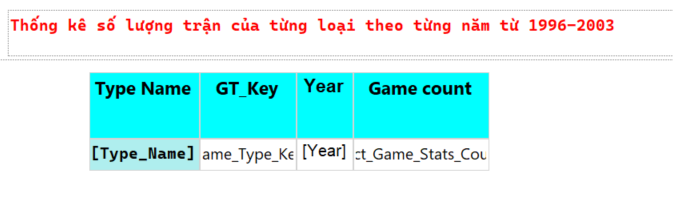 Thống kê số lượng trận của từng loại theo từng năm từ 1996-2003
Type Name GT_Key Year Game count
[Type_Name] ame_Type_Ke [Year] ct_Game_Stats_Cou